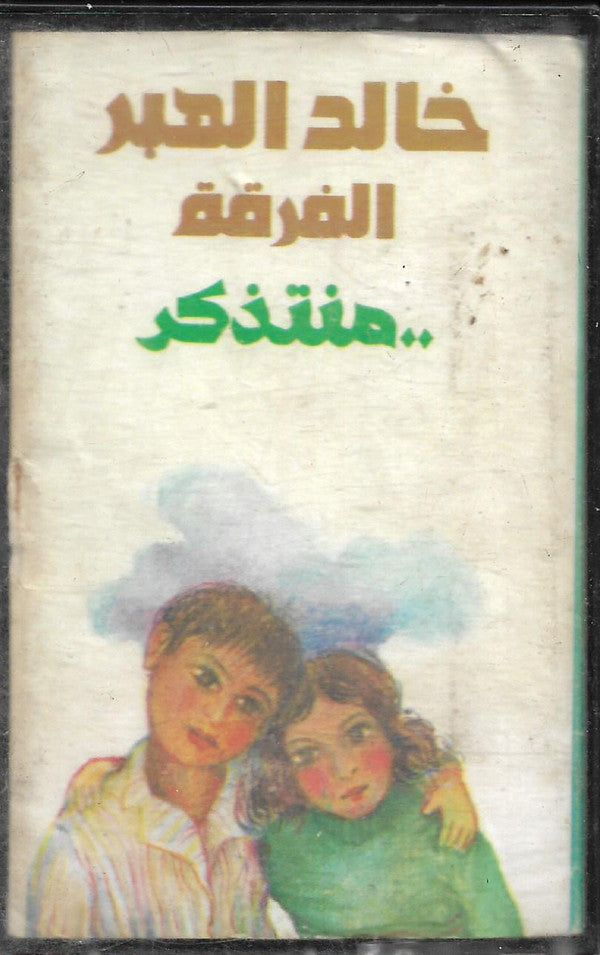 خالد الهبر
الفرقة
..منتذكر